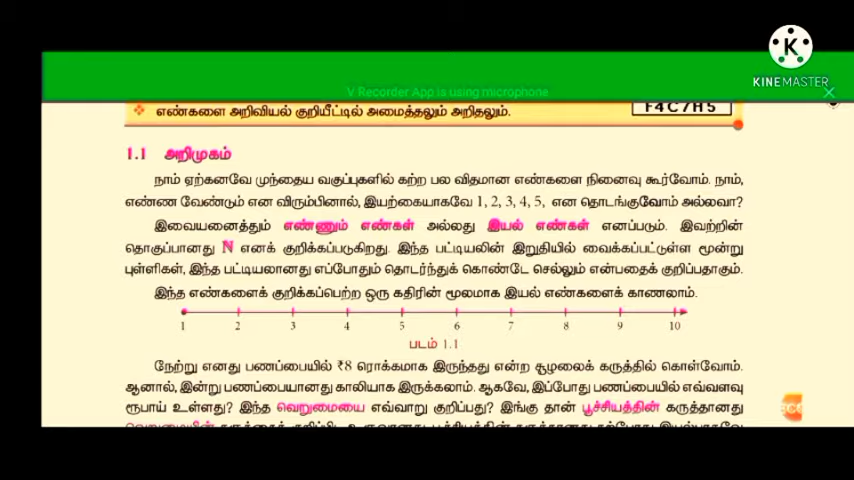 KINEMASTER
V Recorder App is using microphone
எண்களை அறிவியல் குறியீட்டில் அமைத்தலும் அறிதலும்.
F4C7H5
1.1 அறிமுகம்
நாம் ஏற்கனவே முந்தைய வகுப்புகளில் கற்ற பல விதமான எண்களை நினைவு கூர்வோம். நாம்,
எண்ண வேண்டும் என விரும்பினால், இயற்கையாகவே 1, 2, 3, 4, 5, என தொடங்குவோம் அல்லவா?
இவையனைத்தும் எண்ணும் எண்கள் அல்லது இயல் எண்கள் எனப்படும். இவற்றின்
தொகுப்பானது ℕ எனக் குறிக்கப்படுகிறது. இந்த பட்டியலின் இறுதியில் வைக்கப்பட்டுள்ள மூன்று
புள்ளிகள், இந்த பட்டியலானது எப்போதும் தொடர்ந்துக் கொண்டே செல்லும் என்பதைக் குறிப்பதாகும்.
இந்த எண்களைக் குறிக்கப்பெற்ற ஒரு கதிரின் மூலமாக இயல் எண்களைக் காணலாம்.
1 2 3 4 5 6 7 8 9 10
படம் 1.1
நேற்று எனது பணப்பையில் ₹8 ரொக்கமாக இருந்தது என்ற சூழலைக் கருத்தில் கொள்வோம்.
ஆனால், இன்று பணப்பையானது காலியாக இருக்கலாம். ஆகவே, இப்போது பணப்பையில் எவ்வளவு
ரூபாய் உள்ளது? இந்த வெறுமையை எவ்வாறு குறிப்பது? இங்கு தான் பூச்சியத்தின் கருத்தானது